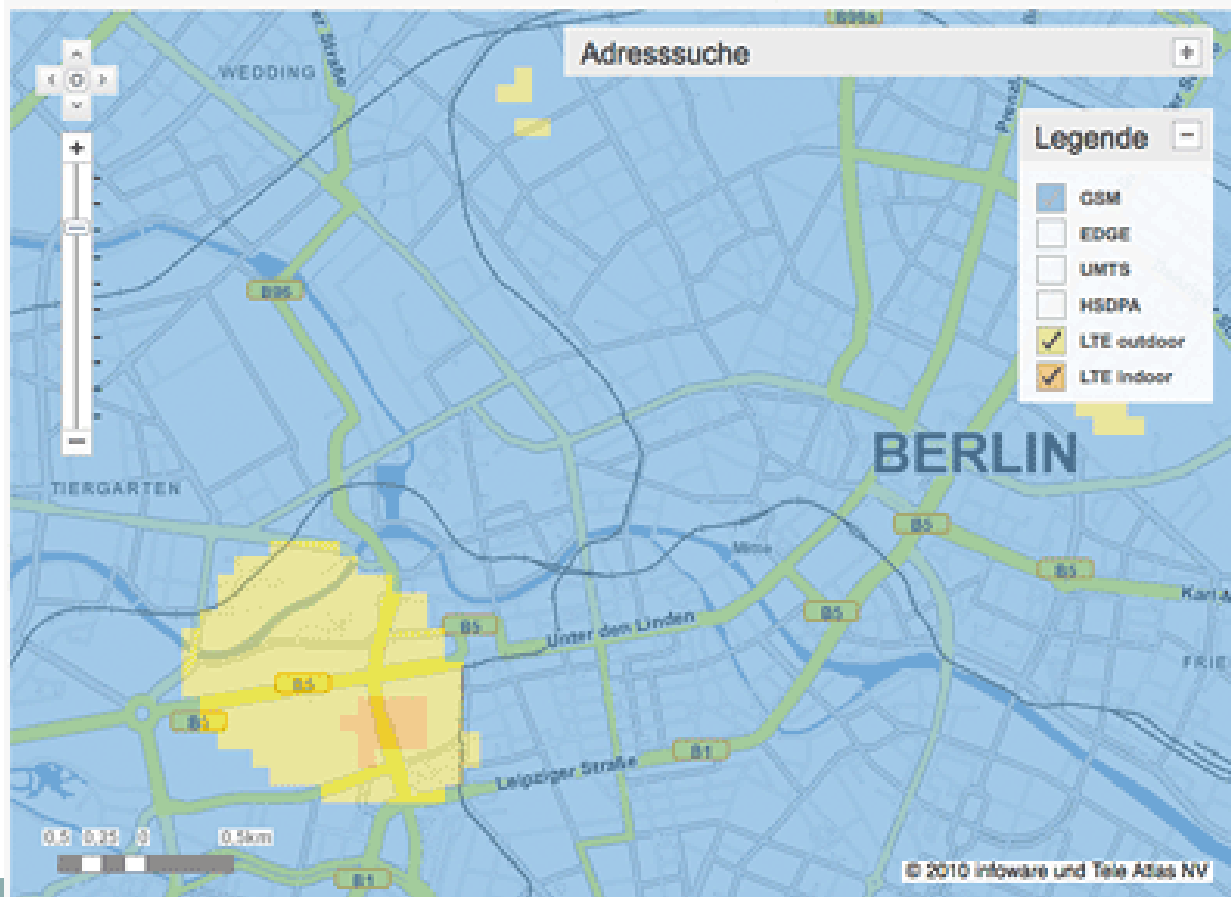 B96a
Adresssuche
+
WEDDING
Legende
−
GSM
EDGE
UMTS
HSDPA
LTE outdoor
LTE indoor
+
−
B96
BERLIN
TIERGARTEN
B5
Mitte
B5
B5
B5
Unter dem Linden
B5
B5
B1
Leipziger Straße
0,5 0,25 0 0,5km
B1
© 2010 infoware und Tele Atlas NV